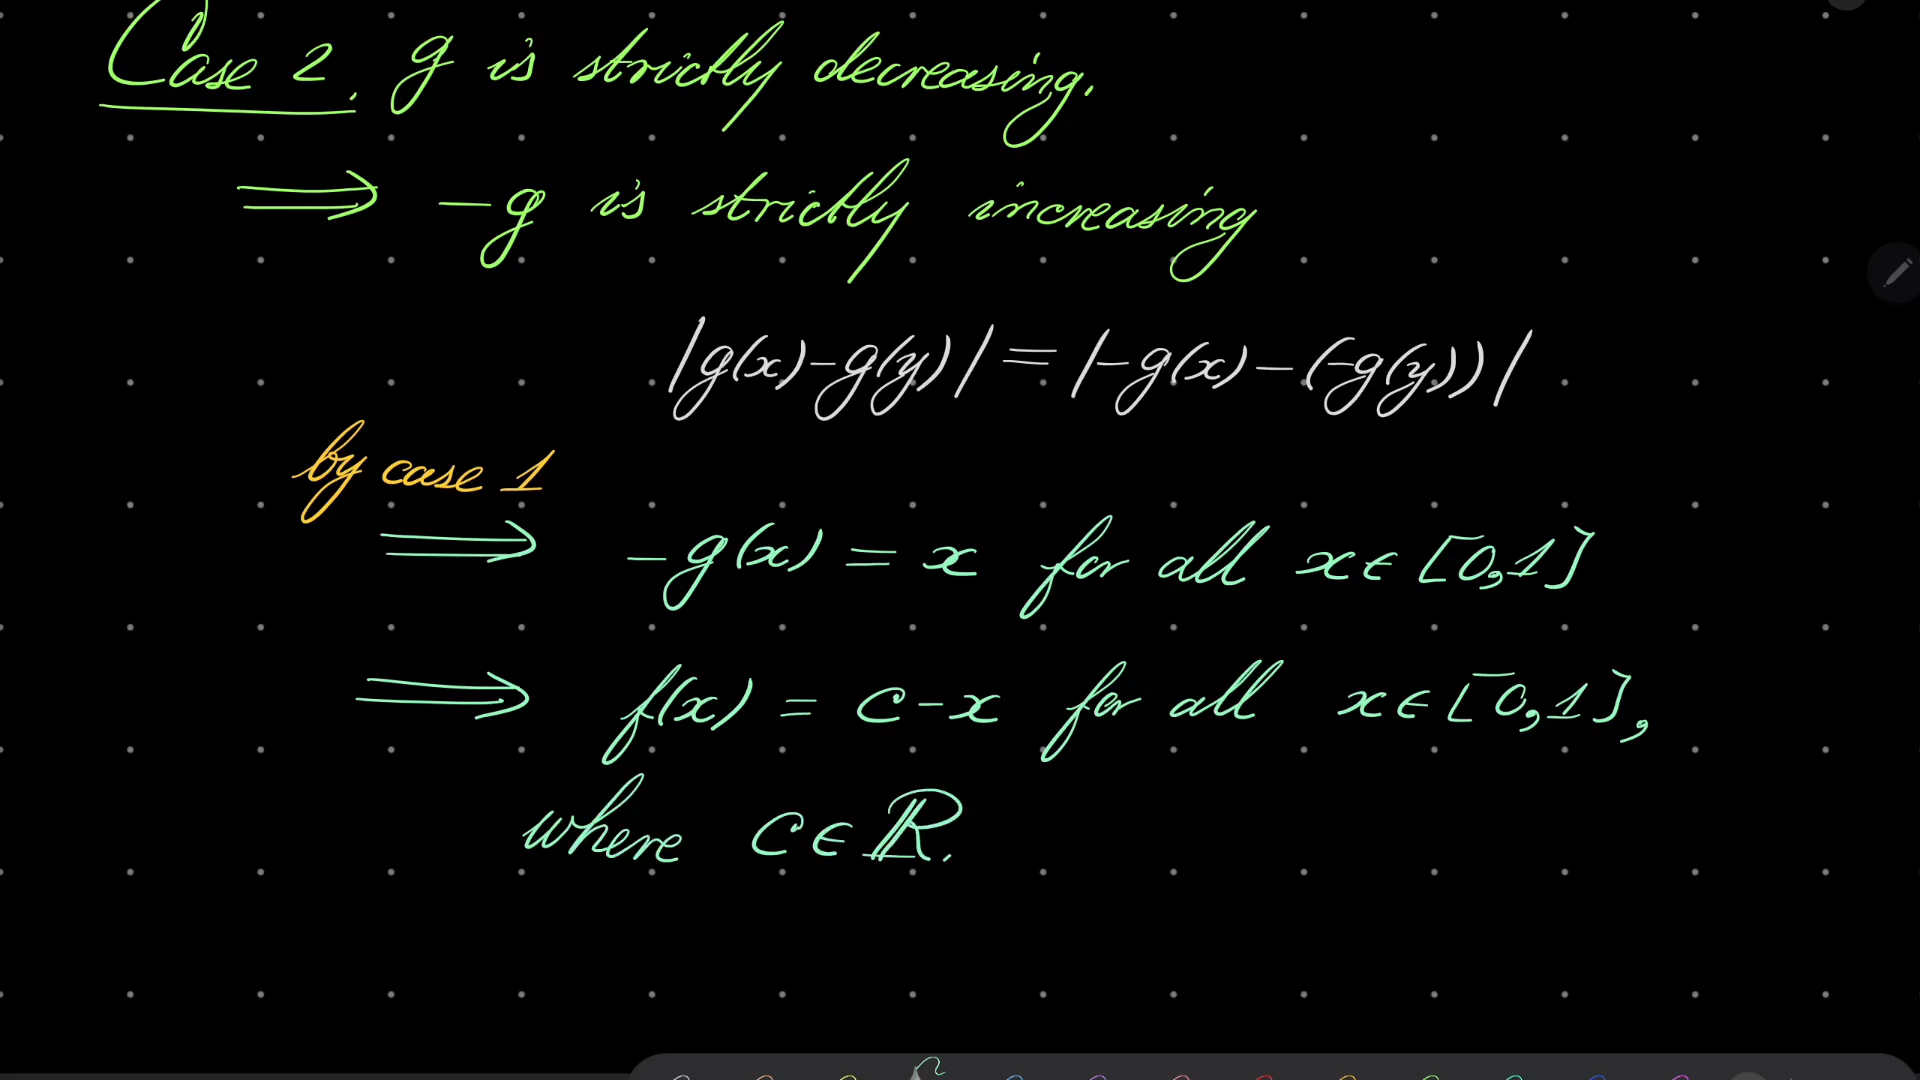 Case 2. g is strictly decreasing.
⟹ -g is strictly increasing
|g(x)-g(y)| = |-g(x)-(-g(y))|
by case 1
⟹ -g(x) = x for all x∈[0,1]
⟹ f(x) = c-x for all x∈[0,1],
where c∈ℝ.